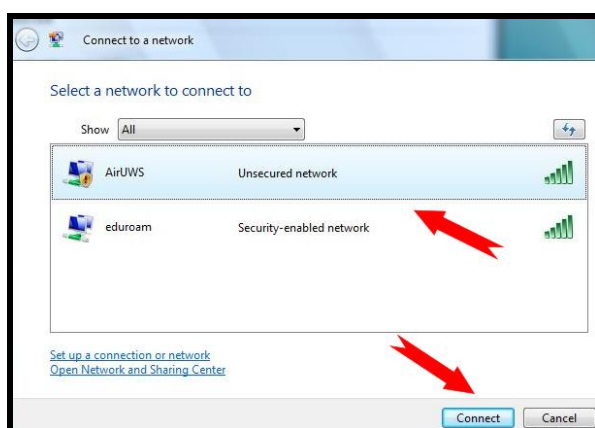 Connect to a network
Select a network to connect to
Show All
AirUWS Unsecured network
eduroam Security-enabled network
Set up a connection or network
Open Network and Sharing Center
Connect Cancel